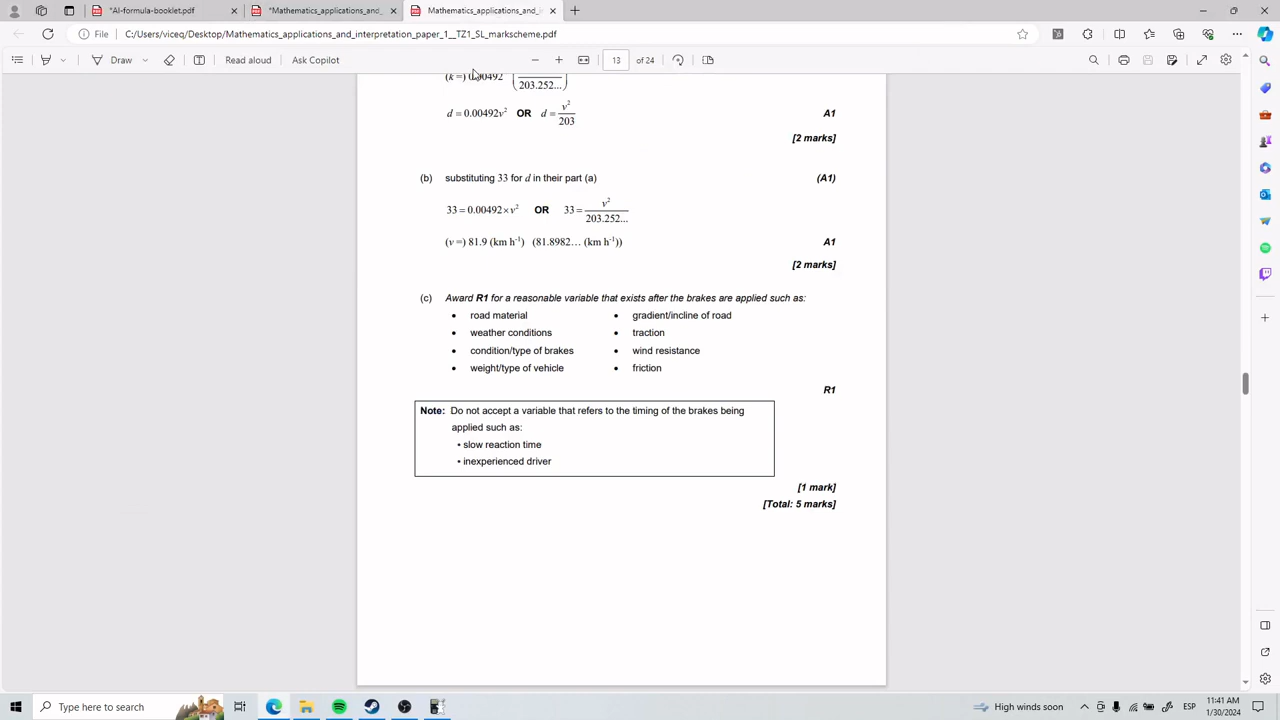 "AI-formula-booklet.pdf
"Mathematics_applications_and_
Mathematics_applications_and_i
File
C:/Users/viceq/Desktop/Mathematics_applications_and_interpretation_paper_1__TZ1_SL_markscheme.pdf
Draw
Read aloud
Ask Copilot
13 of 24
(k =) 0.00492
203.252...
d = 0.00492v² OR d = v²/203
A1
[2 marks]
(b) substituting 33 for d in their part (a)
(A1)
33 = 0.00492 × v² OR 33 = v²/203.252...
(v =) 81.9 (km h⁻¹) (81.8982… (km h⁻¹))
A1
[2 marks]
(c) Award R1 for a reasonable variable that exists after the brakes are applied such as:
• road material
• gradient/incline of road
• weather conditions
• traction
• condition/type of brakes
• wind resistance
• weight/type of vehicle
• friction
R1
Note: Do not accept a variable that refers to the timing of the brakes being
applied such as:
• slow reaction time
• inexperienced driver
[1 mark]
[Total: 5 marks]
Type here to search
High winds soon
ESP
11:41 AM
1/30/2024